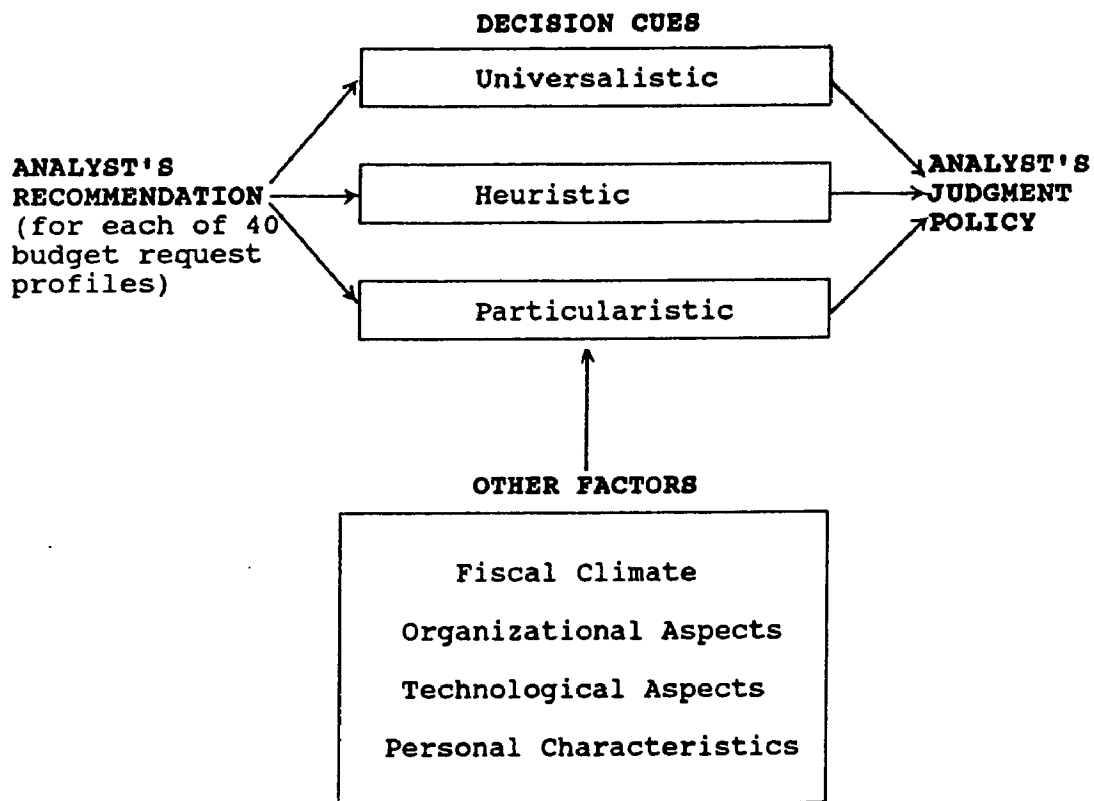 DECISION CUES
Universalistic
ANALYST'S
RECOMMENDATION
(for each of 40
budget request
profiles)
Heuristic
ANALYST'S
JUDGMENT
POLICY
Particularistic
OTHER FACTORS
Fiscal Climate
Organizational Aspects
Technological Aspects
Personal Characteristics